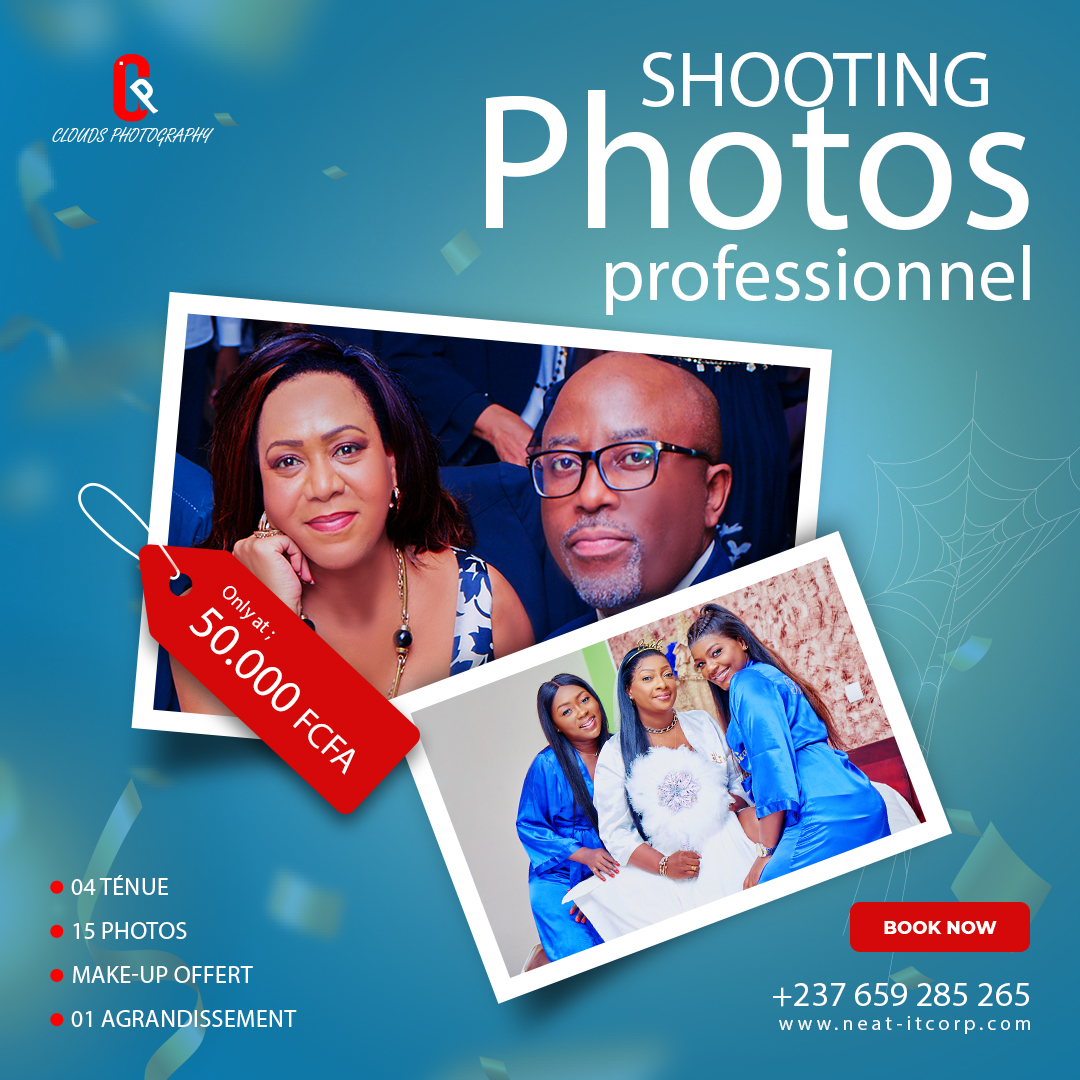 CP
CLOUDS PHOTOGRAPHY
SHOOTING
Photos
professionnel
Only at ;
50.000 FCFA
04 TÉNUE
15 PHOTOS
MAKE-UP OFFERT
01 AGRANDISSEMENT
BOOK NOW
+237 659 285 265
www.neat-itcorp.com